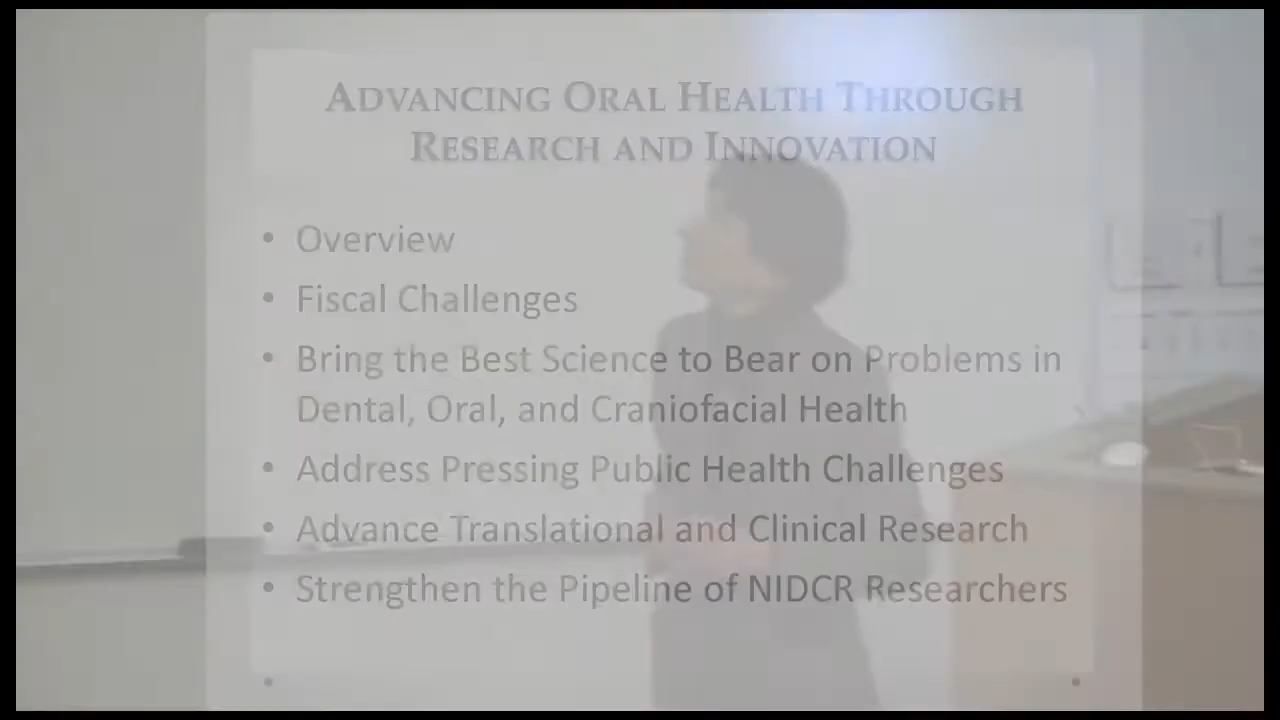 ADVANCING ORAL HEALTH THROUGH
RESEARCH AND INNOVATION
• Overview
• Fiscal Challenges
• Bring the Best Science to Bear on Problems in
Dental, Oral, and Craniofacial Health
• Address Pressing Public Health Challenges
• Advance Translational and Clinical Research
• Strengthen the Pipeline of NIDCR Researchers